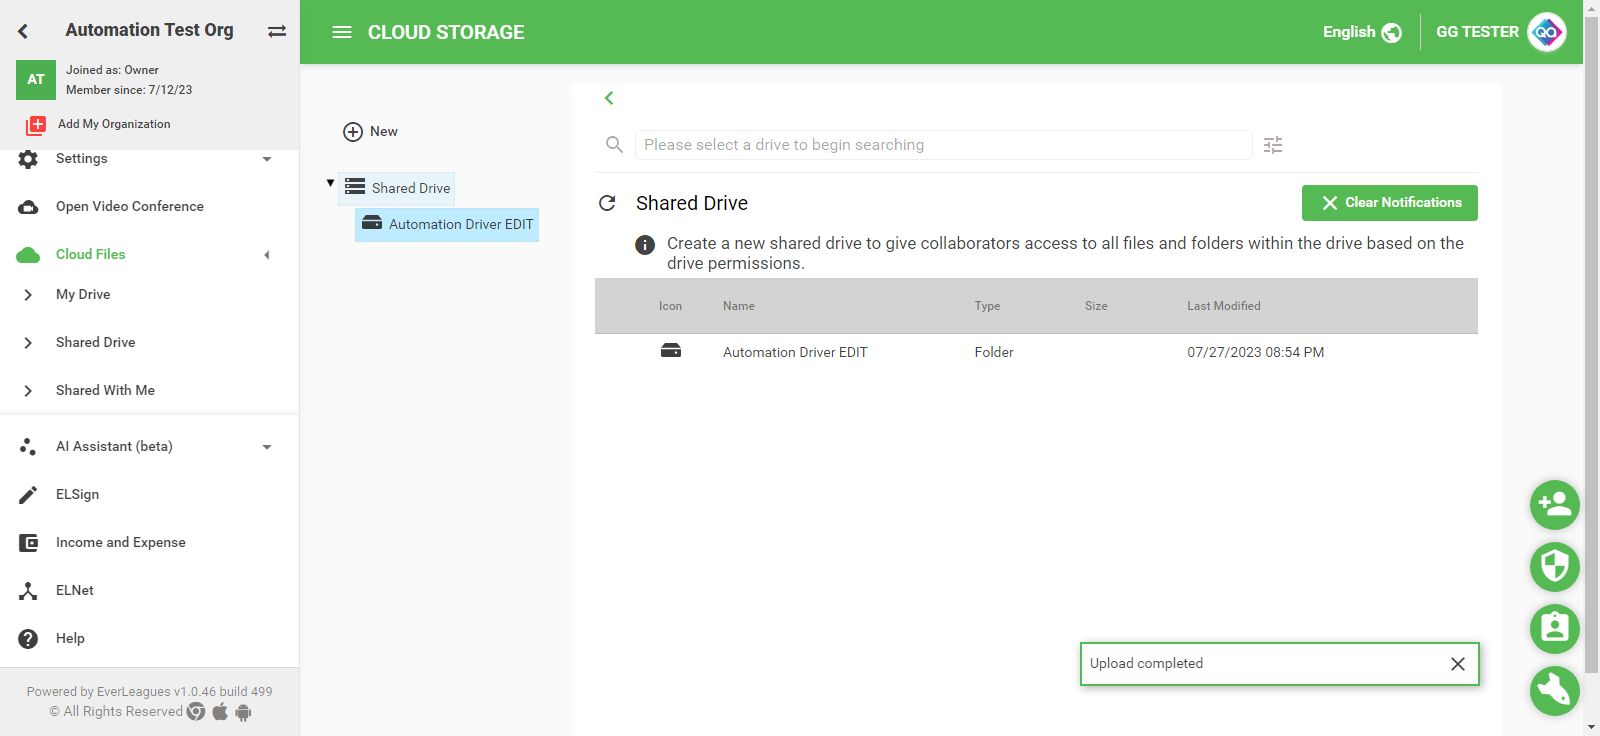 Automation Test Org
AT
Joined as: Owner
Member since: 7/12/23
Add My Organization
Settings
Open Video Conference
Cloud Files
My Drive
Shared Drive
Shared With Me
AI Assistant (beta)
ELSign
Income and Expense
ELNet
Help
Powered by EverLeagues v1.0.46 build 499
© All Rights Reserved
CLOUD STORAGE
English
GG TESTER
QA
New
Shared Drive
Automation Driver EDIT
Please select a drive to begin searching
Shared Drive
Clear Notifications
Create a new shared drive to give collaborators access to all files and folders within the drive based on the
drive permissions.
Icon Name Type Size Last Modified
Automation Driver EDIT Folder 07/27/2023 08:54 PM
Upload completed